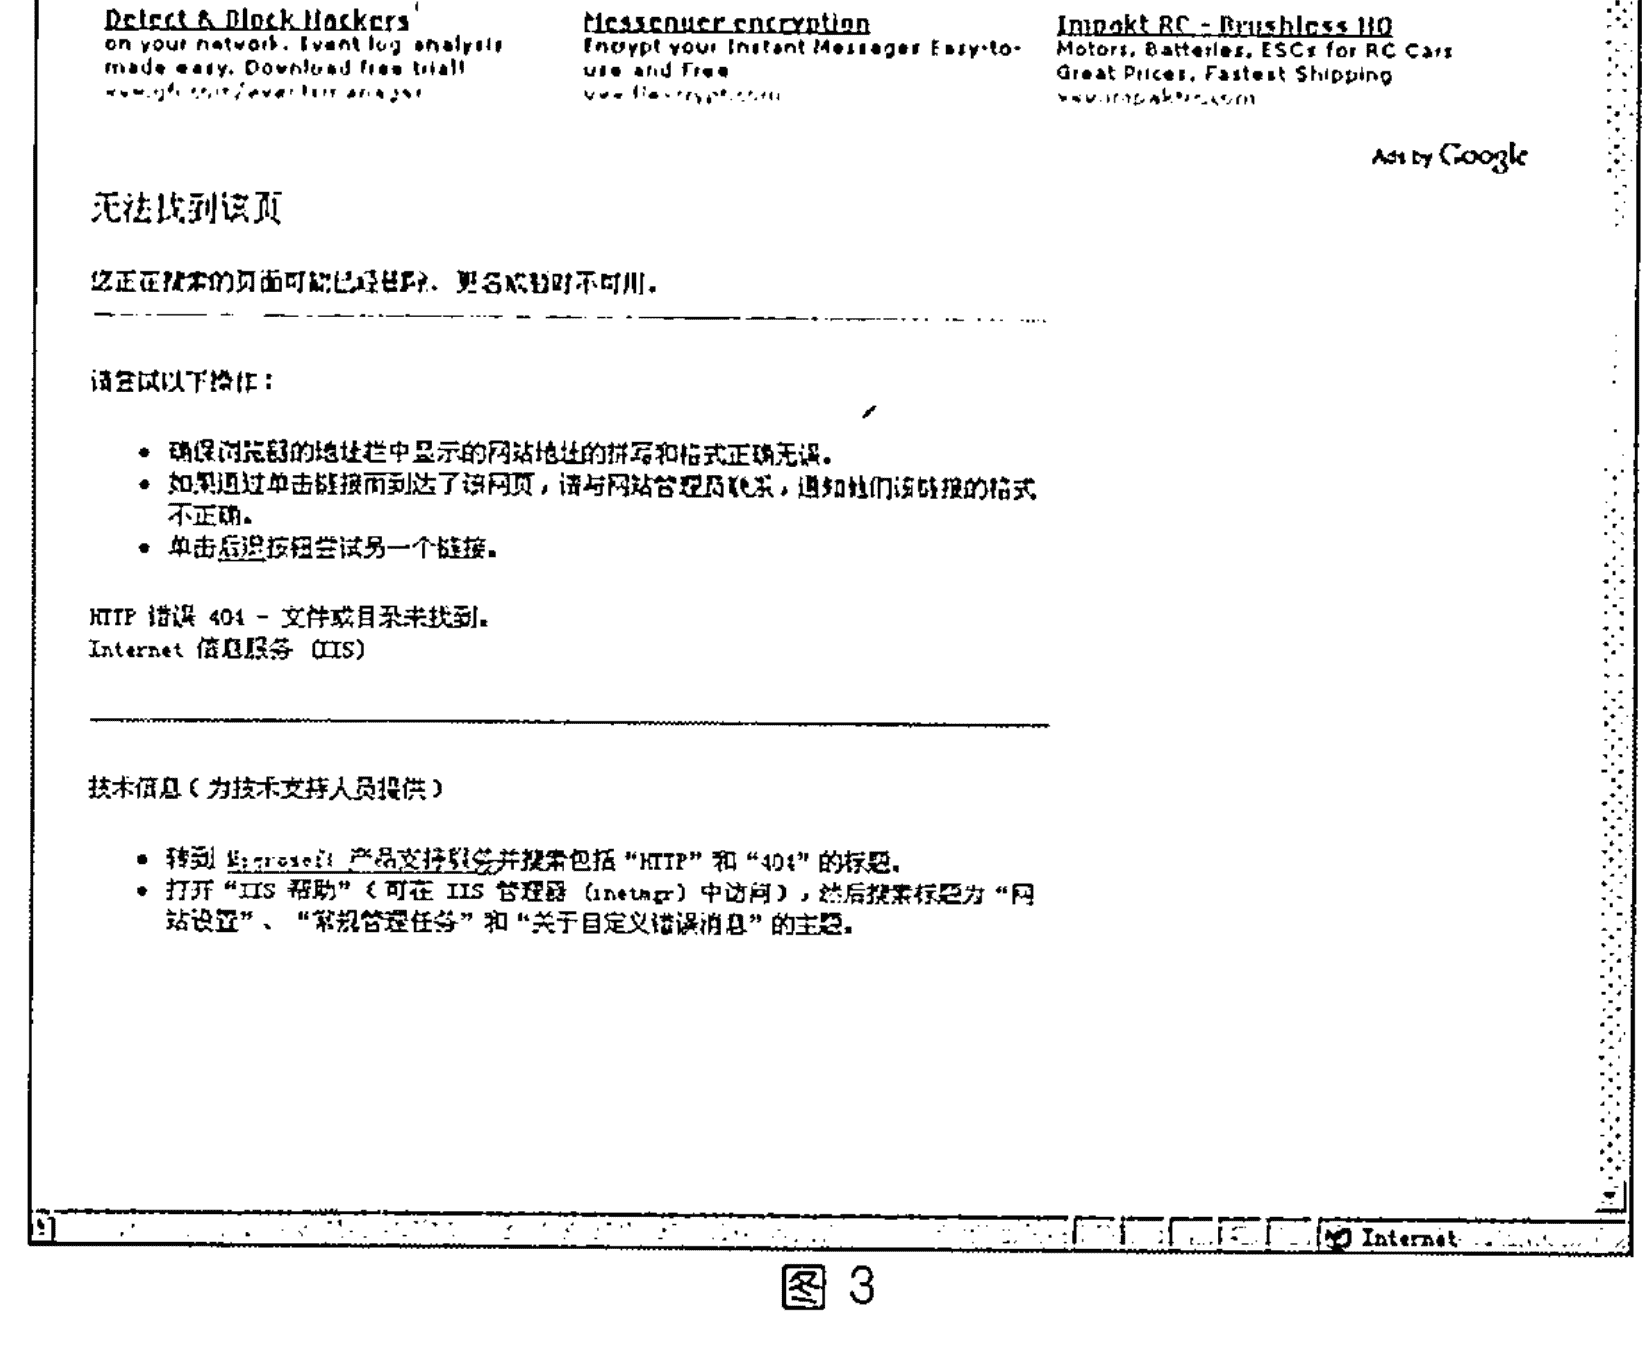 Detect & Block Hackers
Messenger encryption
Impakt RC - Brushless HQ
on your network. Event log analysis
Encrypt your Instant Messages Easy-to-
Motors, Batteries, ESCs for RC Cars
made easy. Download free trial!
use and Free
Great Prices, Fastest Shipping
Ads by Google
无法找到该页
您正在搜索的页面可能已经删除、更名或暂时不可用。
请尝试以下操作：
• 确保浏览器的地址栏中显示的网站地址的拼写和格式正确无误。
• 如果通过单击链接而到达了该网页，请与网站管理员联系，通知他们该链接的格式
不正确。
• 单击后退按钮尝试另一个链接。
HTTP 错误 404 - 文件或目录未找到。
Internet 信息服务 (IIS)
技术信息（为技术支持人员提供）
• 转到 Microsoft 产品支持服务并搜索包括“HTTP”和“404”的标题。
• 打开“IIS 帮助”（可在 IIS 管理器 (inetmgr) 中访问），然后搜索标题为“网
站设置”、“常规管理任务”和“关于自定义错误消息”的主题。
Internet
图 3